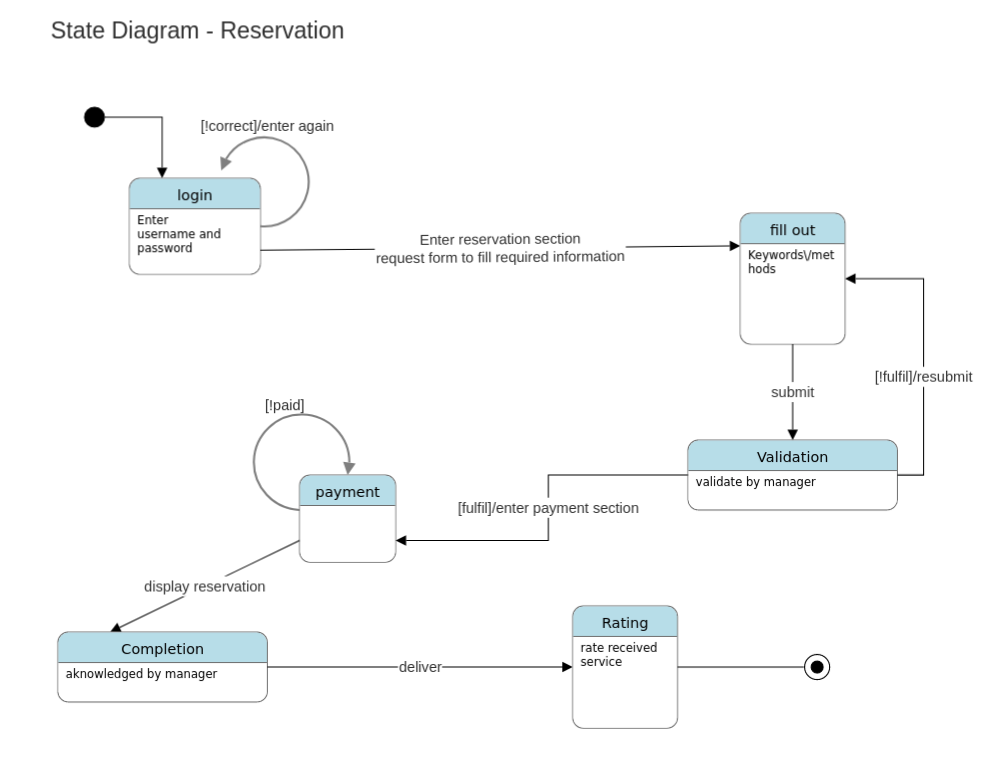 State Diagram - Reservation
[!correct]/enter again
login
Enter
username and
password
Enter reservation section
request form to fill required information
fill out
Keywords\/met
hods
[!fulfil]/resubmit
submit
[!paid]
Validation
validate by manager
payment
[fulfil]/enter payment section
display reservation
Completion
aknowledged by manager
deliver
Rating
rate received
service